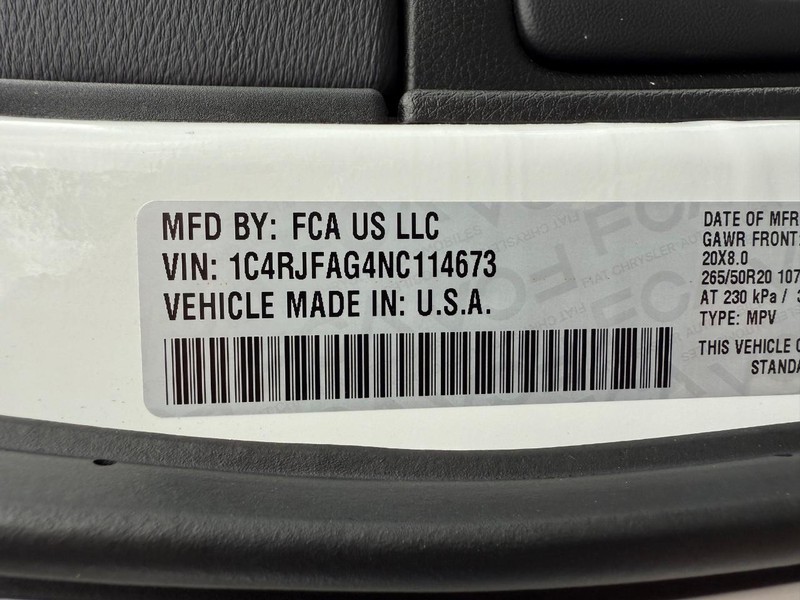 MFD BY: FCA US LLC
VIN: 1C4RJFAG4NC114673
VEHICLE MADE IN: U.S.A.
DATE OF MFR
GAWR FRONT:
20X8.0
265/50R20 107
AT 230 kPa /
TYPE: MPV
THIS VEHICLE
STANDA